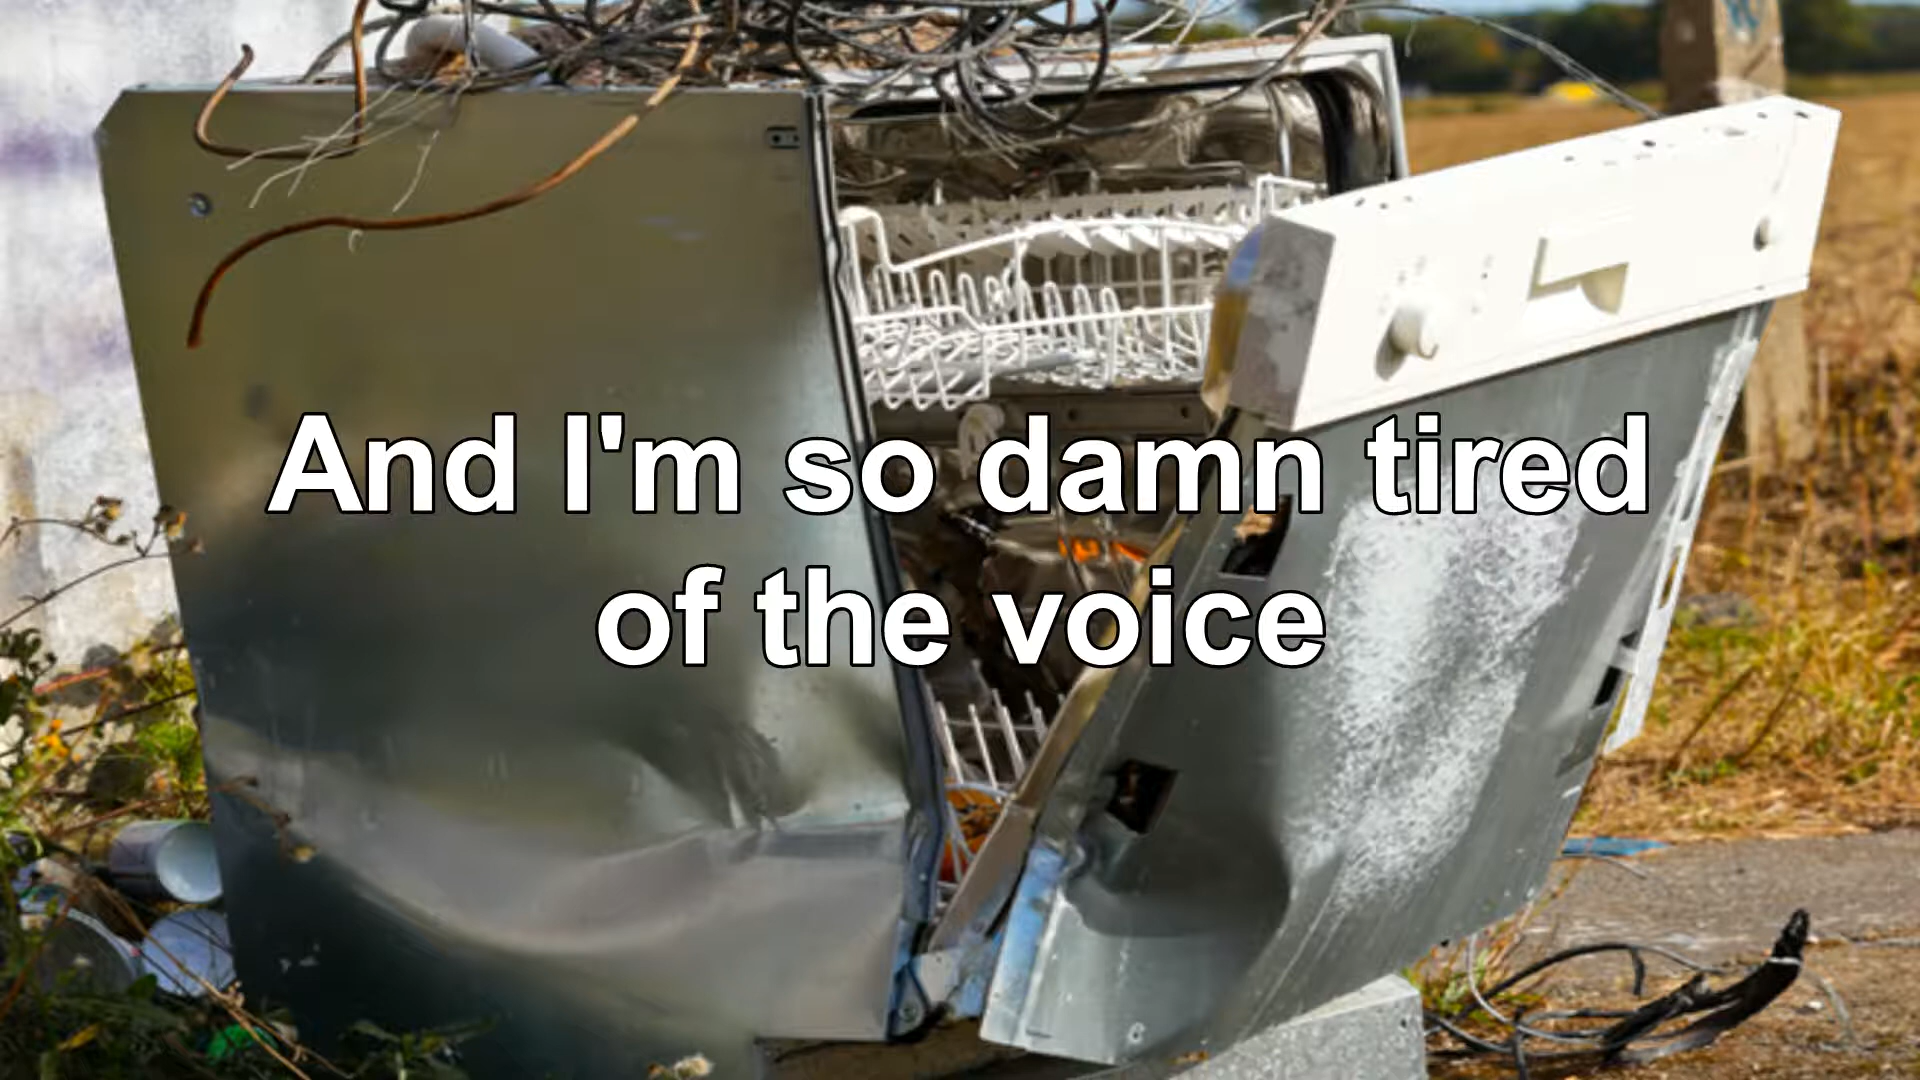 And I'm so damn tired
of the voice